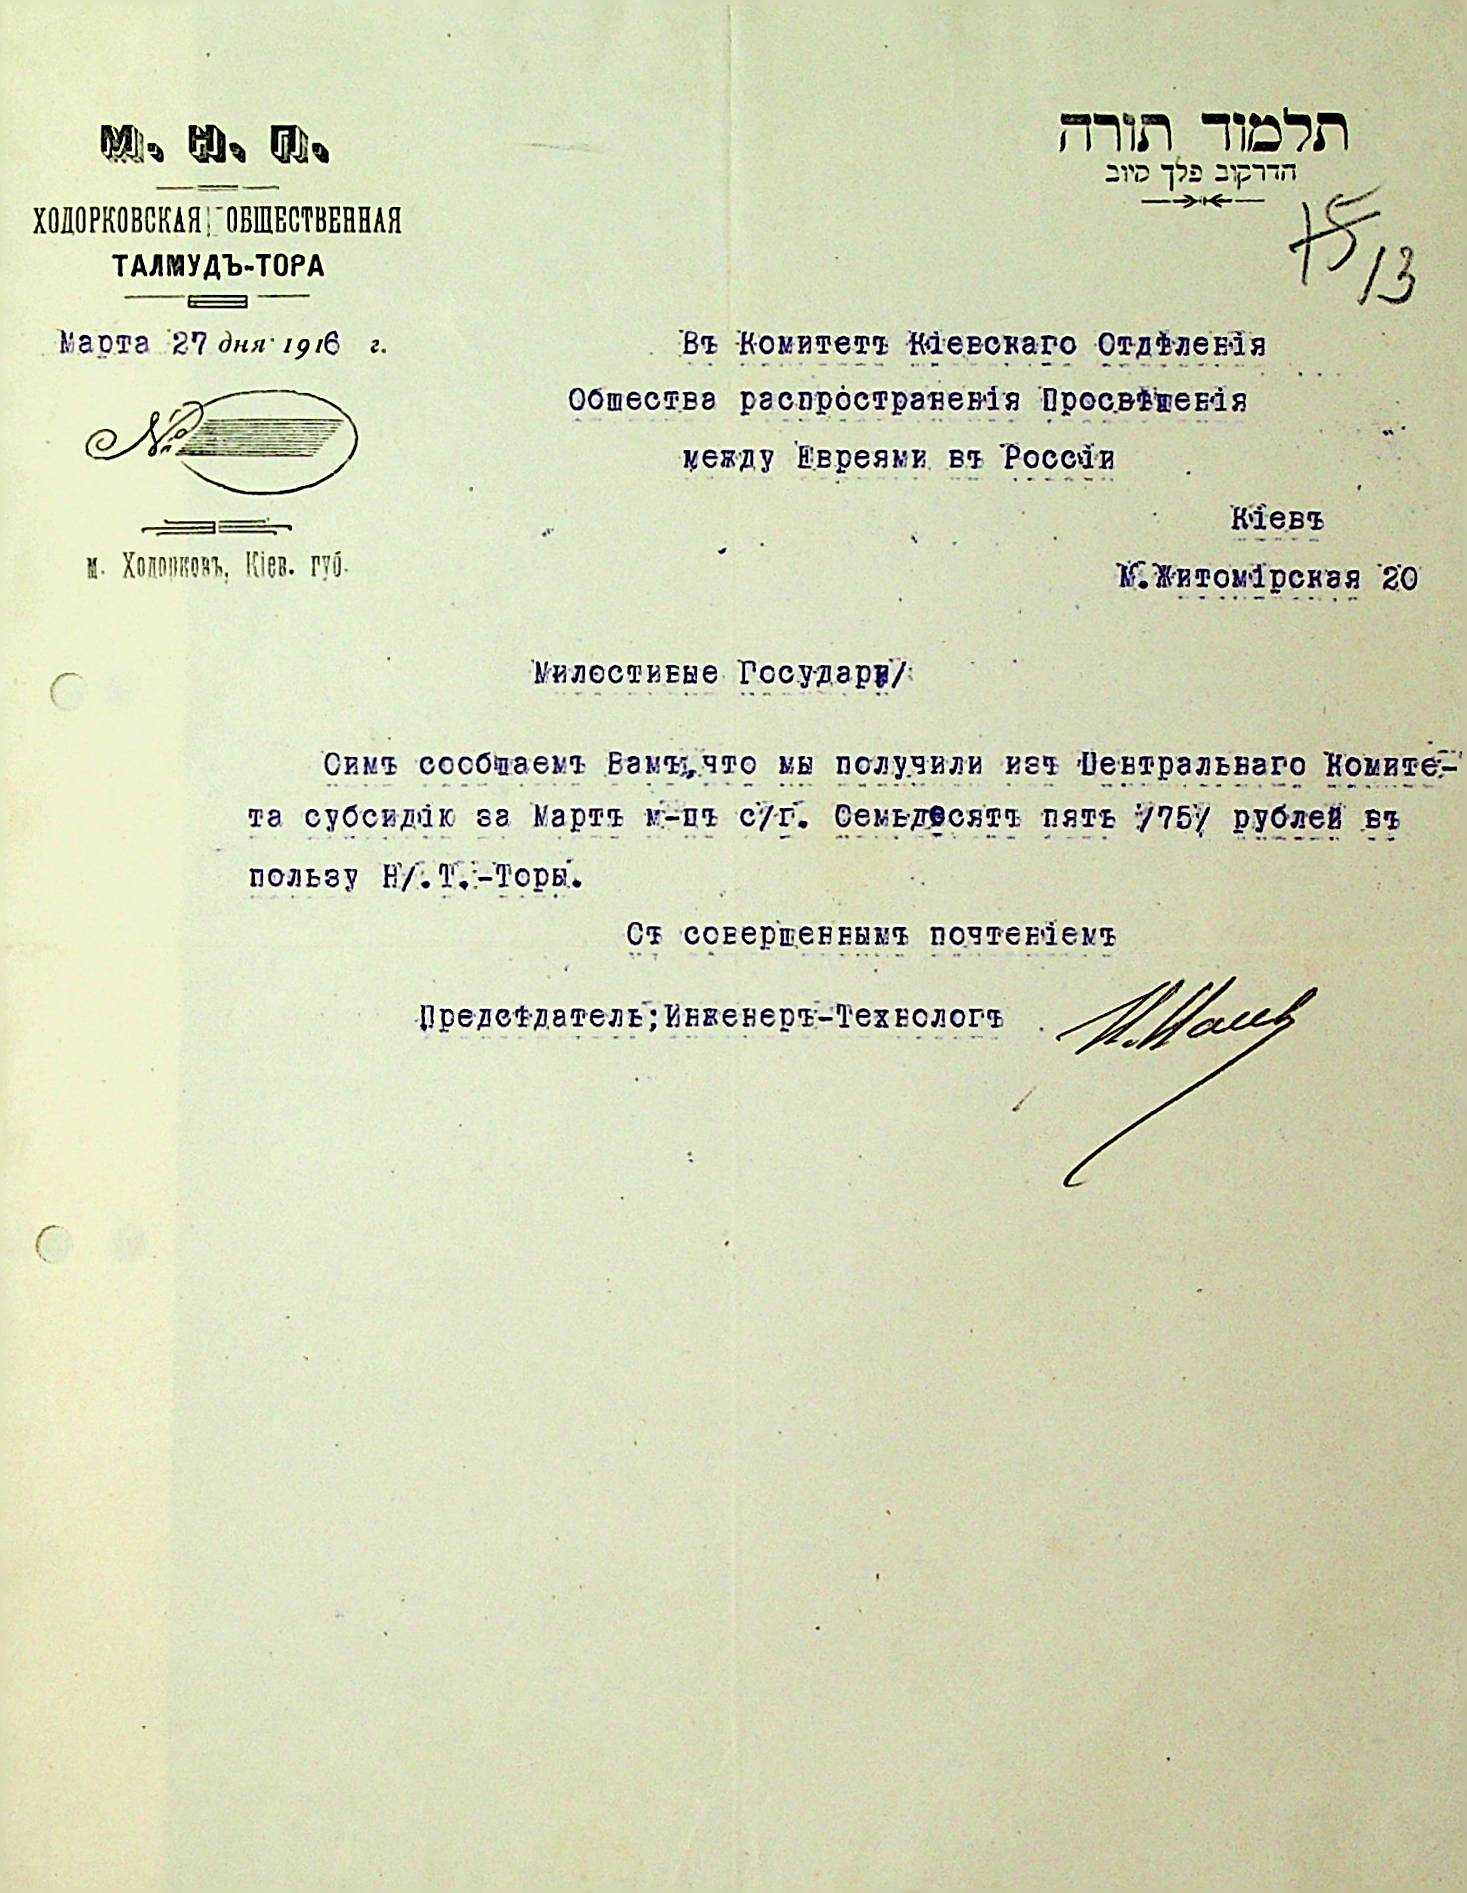 М. Н. П.
ХОДОРКОВСКАЯ ОБЩЕСТВЕННАЯ
ТАЛМУДЪ-ТОРА
Марта 27 дня 1916 г.
№
м. Ходорковъ, Кіев. губ.
תלמוד תורה
הדרקוב פלך קיוב
13
Въ Комитетъ Кіевскаго Отдѣленія
Общества распространенія Просвѣщенія
между Евреями въ Россіи
Кіевъ
М.Житомірская 20
Милостивые Государи/
Симъ сообщаемъ Вамъ, что мы получили изъ Центральнаго Комите-
та субсидію за Мартъ м-цъ с/г. Семьдесятъ пять /75/ рублей въ
пользу Н/.Т.-Торы.
Съ совершеннымъ почтеніемъ
Предсѣдатель;Инженеръ-Технологъ